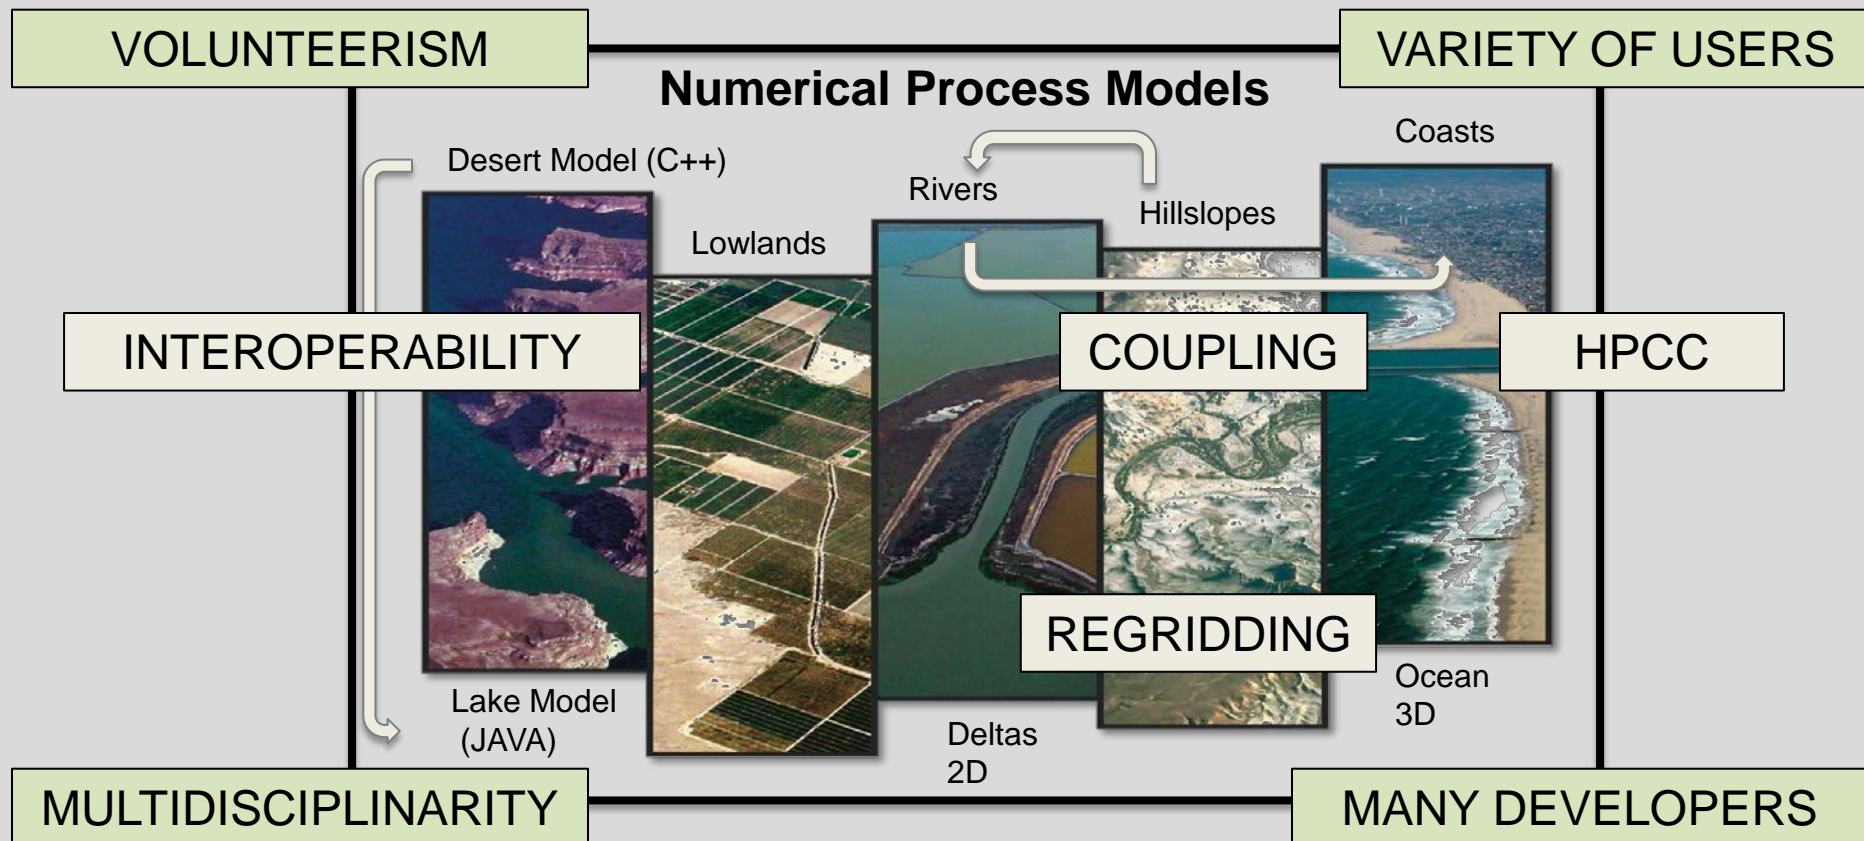 VOLUNTEERISM
VARIETY OF USERS
Numerical Process Models
Coasts
Desert Model (C++)
Rivers
Hillslopes
Lowlands
INTEROPERABILITY
COUPLING
HPCC
REGRIDDING
Ocean
3D
Lake Model
(JAVA)
Deltas
2D
MULTIDISCIPLINARITY
MANY DEVELOPERS